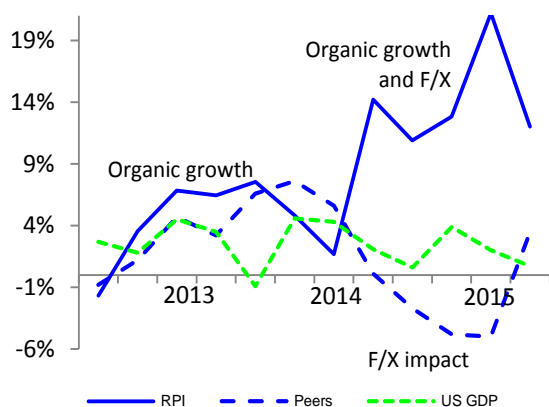 19%
Organic growth
and F/X
14%
9%
Organic growth
4%
-1%
2013
2014
2015
-6%
F/X impact
RPI
Peers
US GDP